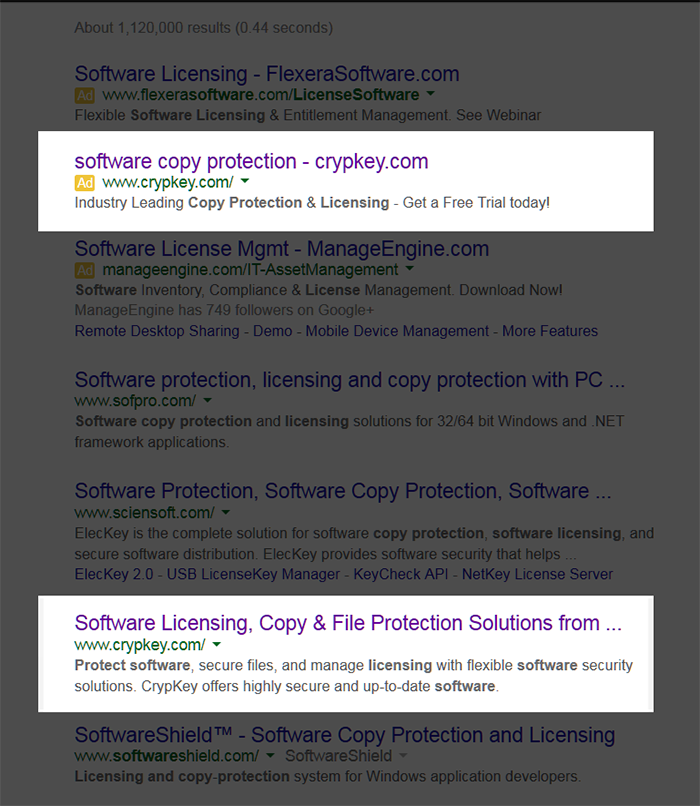 About 1,120,000 results (0.44 seconds)
Software Licensing - FlexeraSoftware.com
Ad www.flexerasoftware.com/LicenseSoftware
Flexible Software Licensing & Entitlement Management. See Webinar
software copy protection - crypkey.com
Ad www.crypkey.com/
Industry Leading Copy Protection & Licensing - Get a Free Trial today!
Software License Mgmt - ManageEngine.com
Ad manageengine.com/IT-AssetManagement
Software Inventory, Compliance & License Management. Download Now!
ManageEngine has 749 followers on Google+
Remote Desktop Sharing - Demo - Mobile Device Management - More Features
Software protection, licensing and copy protection with PC ...
www.sofpro.com/
Software copy protection and licensing solutions for 32/64 bit Windows and .NET
framework applications.
Software Protection, Software Copy Protection, Software ...
www.sciensoft.com/
ElecKey is the complete solution for software copy protection, software licensing, and
secure software distribution. ElecKey provides software security that helps ...
ElecKey 2.0 - USB LicenseKey Manager - KeyCheck API - NetKey License Server
Software Licensing, Copy & File Protection Solutions from ...
www.crypkey.com/
Protect software, secure files, and manage licensing with flexible software security
solutions. CrypKey offers highly secure and up-to-date software.
SoftwareShield™ - Software Copy Protection and Licensing
www.softwareshield.com/ SoftwareShield
Licensing and copy-protection system for Windows application developers.